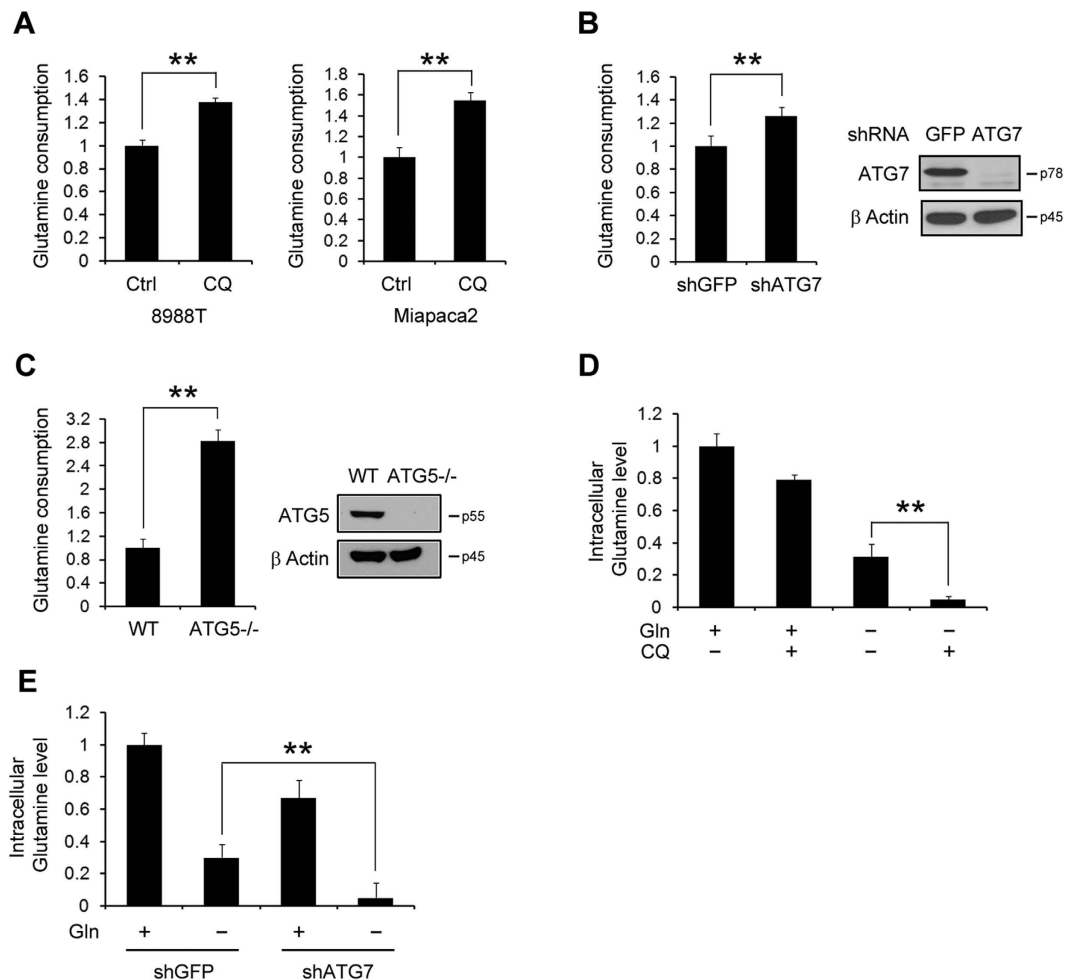 A
Glutamine consumption
1.6
1.4
1.2
1
0.8
0.6
0.4
0.2
0
**
Ctrl CQ
8988T
Glutamine consumption
1.8
1.6
1.4
1.2
1
0.8
0.6
0.4
0.2
0
**
Ctrl CQ
Miapaca2
B
Glutamine consumption
1.6
1.4
1.2
1
0.8
0.6
0.4
0.2
0
**
shGFP shATG7
shRNA GFP ATG7
ATG7 –p78
β Actin –p45
C
Glutamine consumption
3.2
2.8
2.4
2.0
1.6
1.2
0.8
0.4
0
**
WT ATG5-/-
WT ATG5-/-
ATG5 –p55
β Actin –p45
D
Intracellular
Glutamine level
1.2
1
0.8
0.6
0.4
0.2
0
**
Gln + + – –
CQ – + – +
E
Intracellular
Glutamine level
1.2
1
0.8
0.6
0.4
0.2
0
**
Gln + – + –
shGFP shATG7